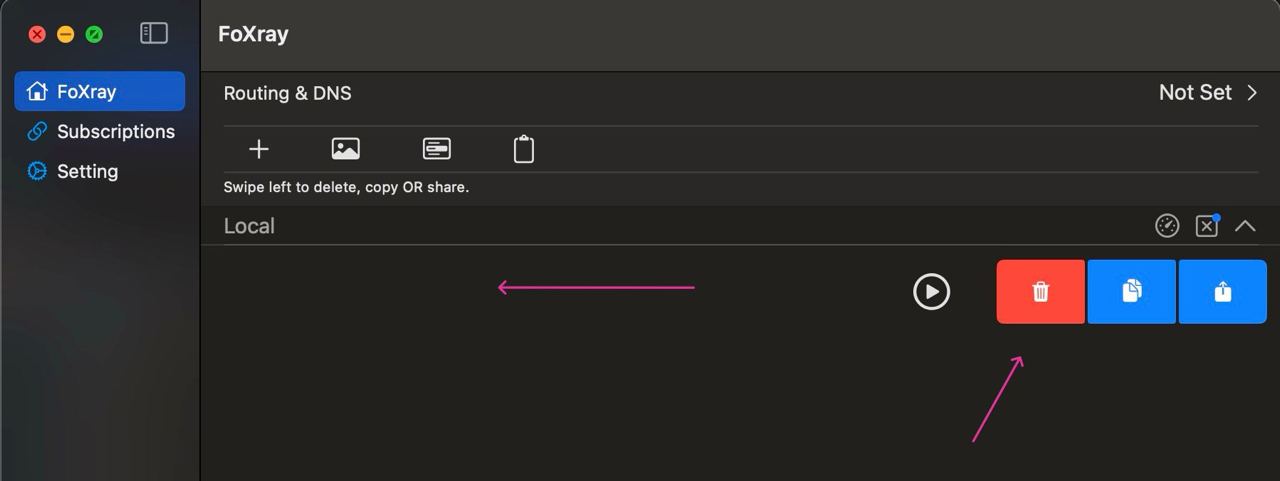 FoXray
FoXray
Subscriptions
Setting
Routing & DNS
Not Set
Swipe left to delete, copy OR share.
Local